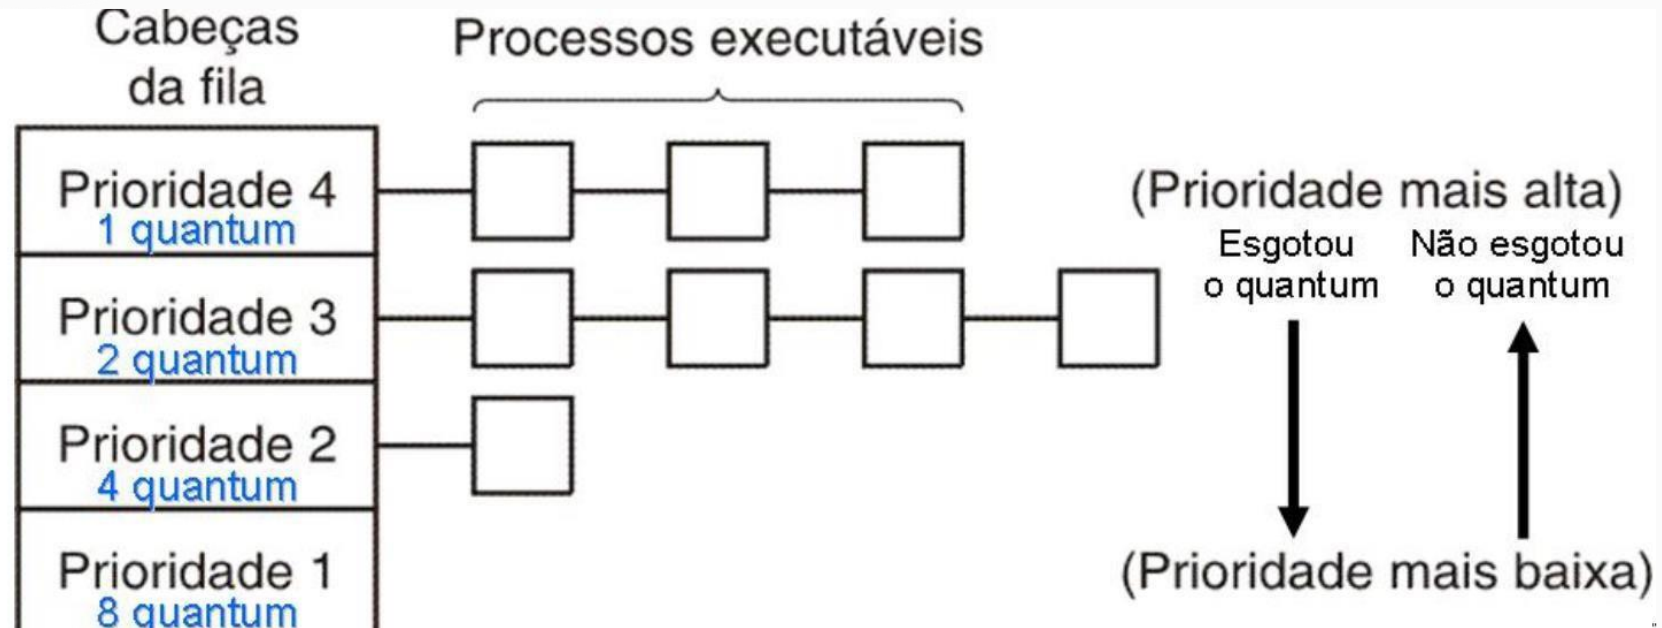 Cabeças
da fila
Processos executáveis
Prioridade 4
1 quantum
(Prioridade mais alta)
Esgotou
o quantum
Não esgotou
o quantum
Prioridade 3
2 quantum
Prioridade 2
4 quantum
Prioridade 1
8 quantum
(Prioridade mais baixa)